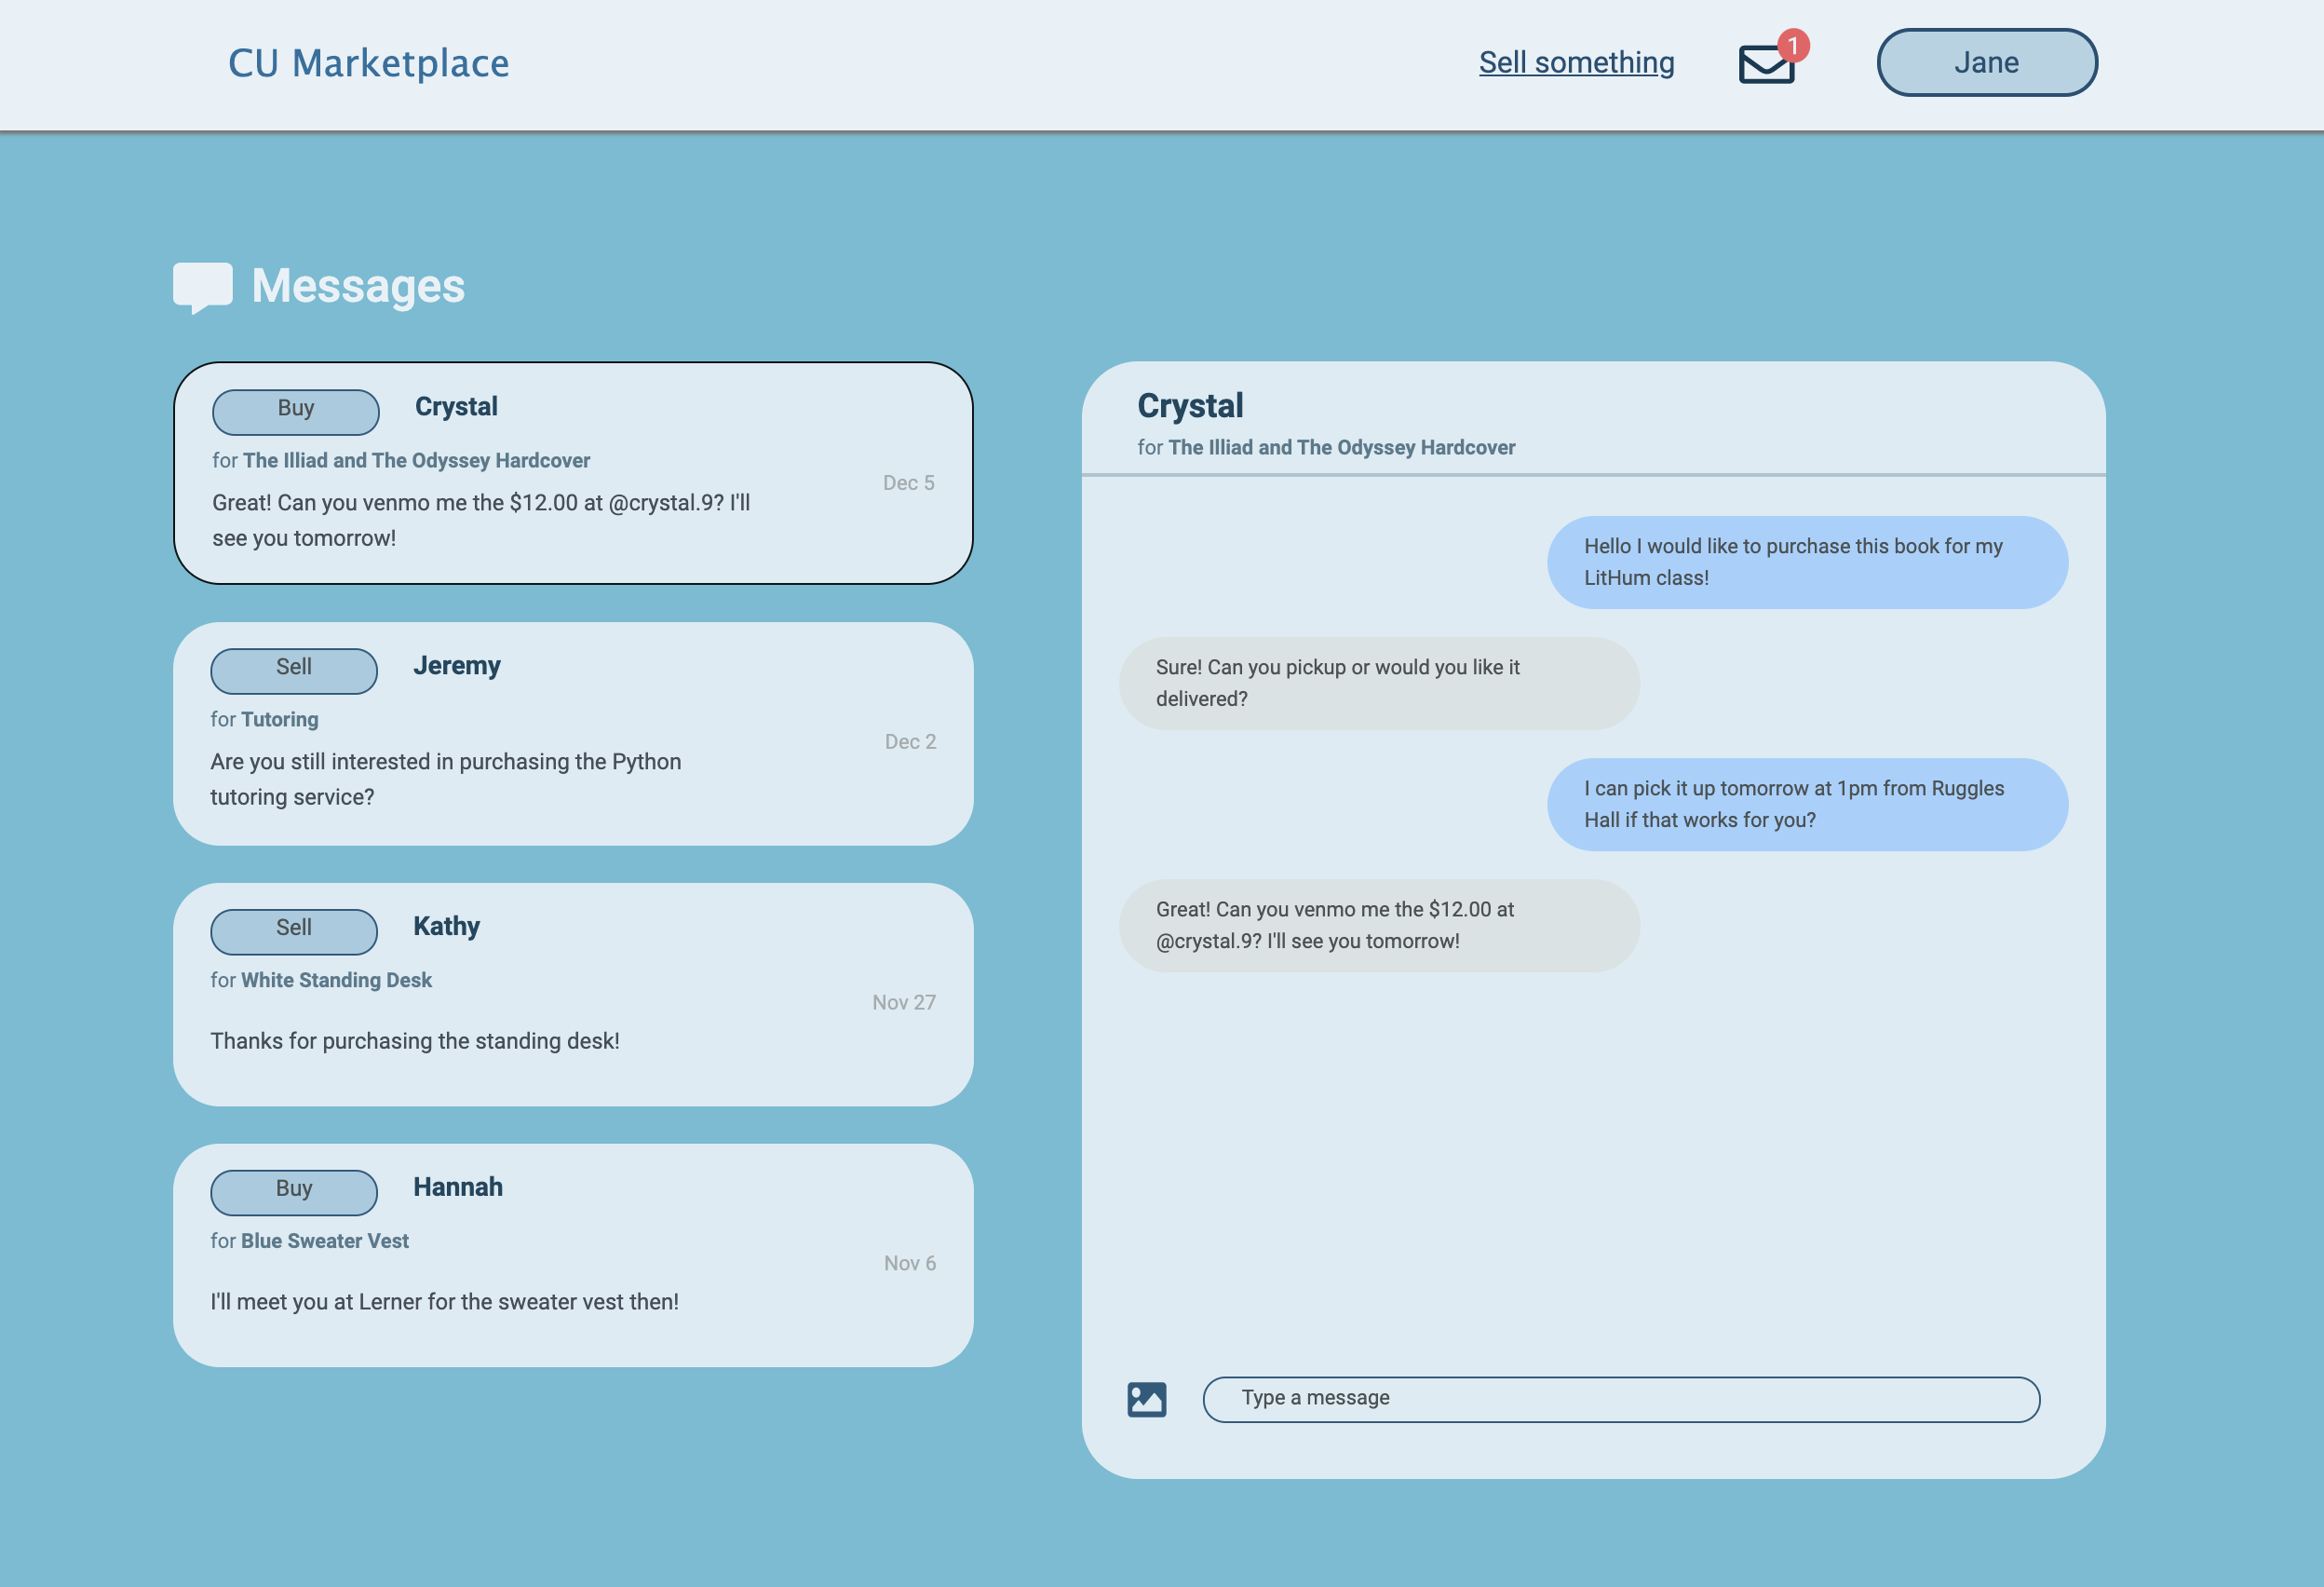 CU Marketplace
Sell something
1
Jane
Messages
Buy
Crystal
for The Illiad and The Odyssey Hardcover
Dec 5
Great! Can you venmo me the $12.00 at @crystal.9? I'll
see you tomorrow!
Sell
Jeremy
for Tutoring
Dec 2
Are you still interested in purchasing the Python
tutoring service?
Sell
Kathy
for White Standing Desk
Nov 27
Thanks for purchasing the standing desk!
Buy
Hannah
for Blue Sweater Vest
Nov 6
I'll meet you at Lerner for the sweater vest then!
Crystal
for The Illiad and The Odyssey Hardcover
Hello I would like to purchase this book for my
LitHum class!
Sure! Can you pickup or would you like it
delivered?
I can pick it up tomorrow at 1pm from Ruggles
Hall if that works for you?
Great! Can you venmo me the $12.00 at
@crystal.9? I'll see you tomorrow!
Type a message